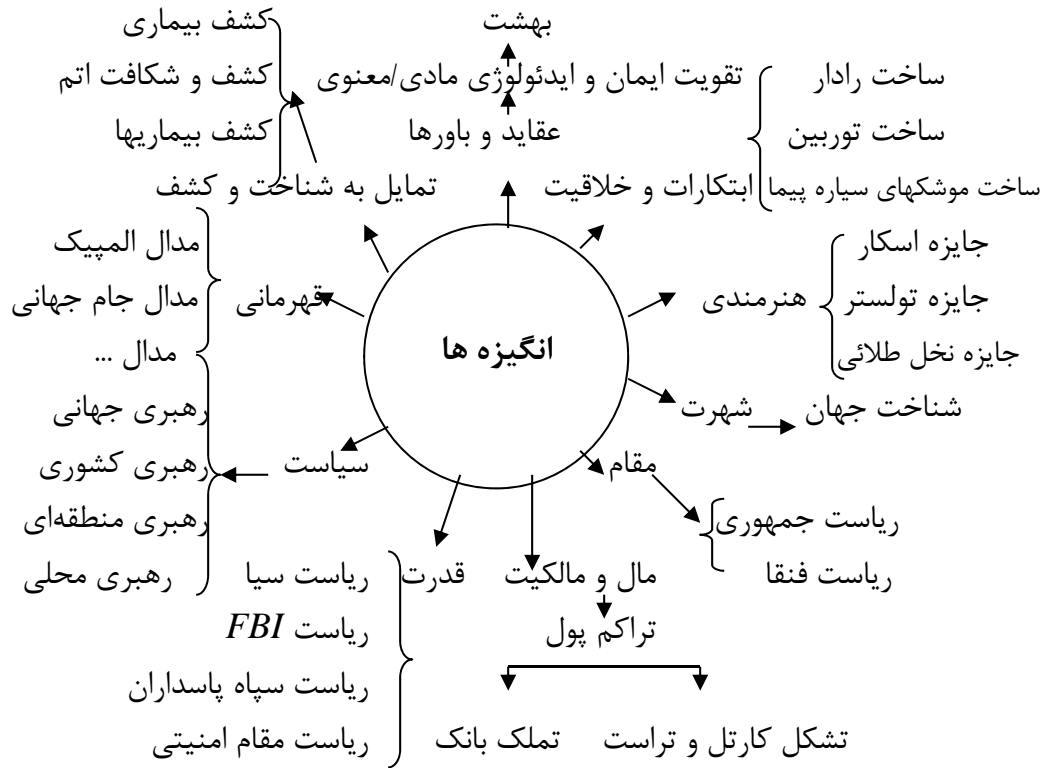 بهشت
تقویت ایمان و ایدئولوژی مادی/معنوی
عقاید و باورها
ساخت رادار
ساخت توربین
ساخت موشکهای سیاره پیما
ابتکارات و خلاقیت
کشف بیماری
کشف و شکافت اتم
کشف بیماریها
تمایل به شناخت و کشف
انگیزه ها
جایزه اسکار
جایزه تولستر
جایزه نخل طلائی
هنرمندی
شهرت
شناخت جهان
مقام
ریاست جمهوری
ریاست فنقا
مال و مالکیت
تراکم پول
تشکل کارتل و تراست
تملک بانک
قدرت
ریاست سیا
ریاست FBI
ریاست سپاه پاسداران
ریاست مقام امنیتی
سیاست
رهبری جهانی
رهبری کشوری
رهبری منطقه‌ای
رهبری محلی
قهرمانی
مدال المپیک
مدال جام جهانی
مدال ...